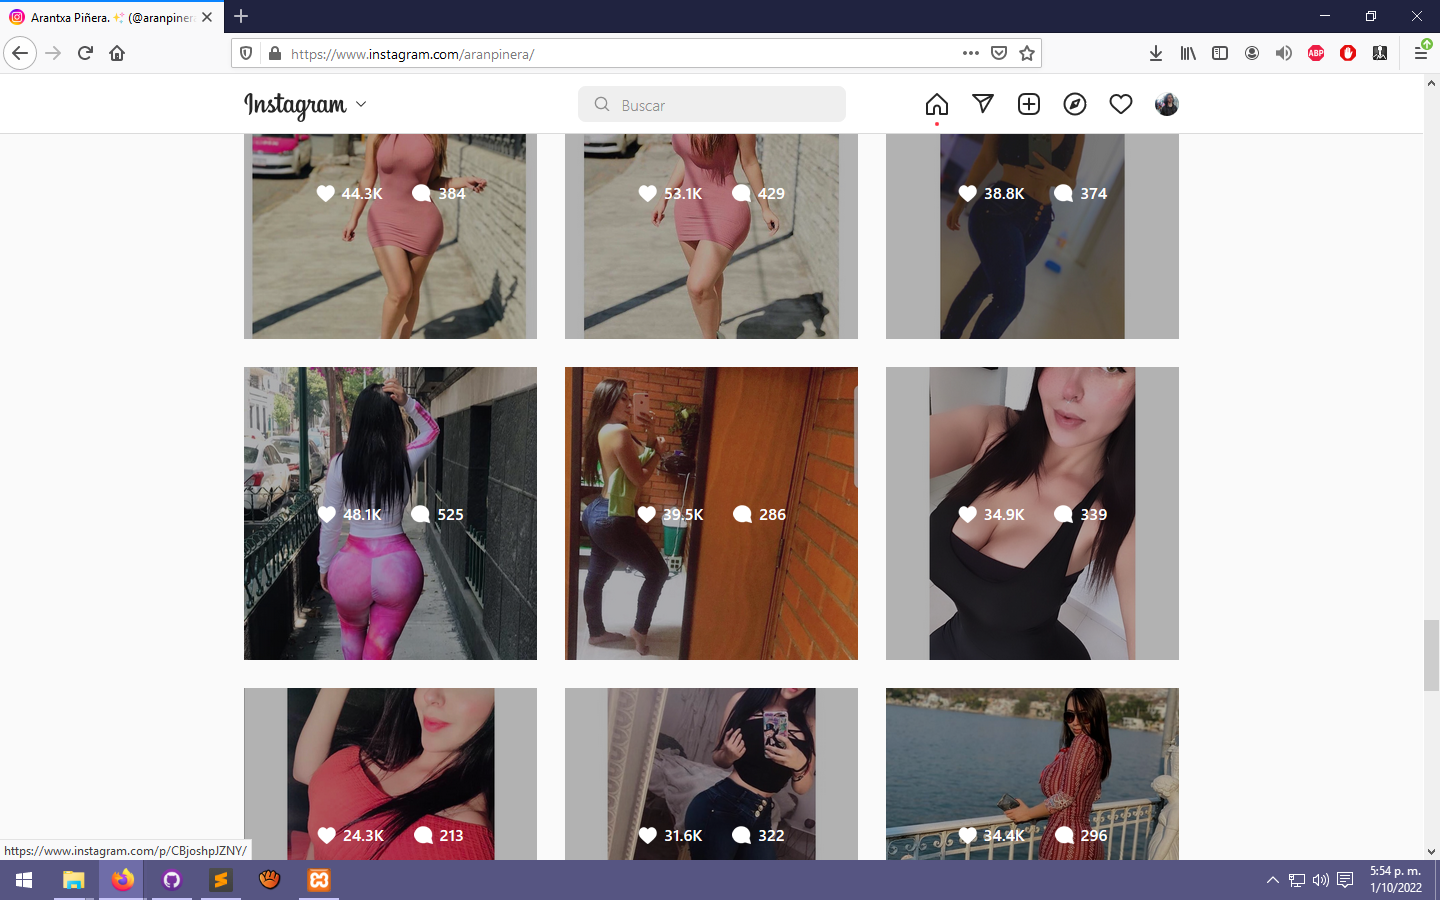 Arantxa Piñera. ✨ (@aranpinera
https://www.instagram.com/aranpinera/
ABP
Instagram
Buscar
44.3K 384
53.1K 429
38.8K 374
48.1K 525
39.5K 286
34.9K 339
24.3K 213
31.6K 322
34.4K 296
https://www.instagram.com/p/CBjoshpJZNY/
5:54 p. m.
1/10/2022